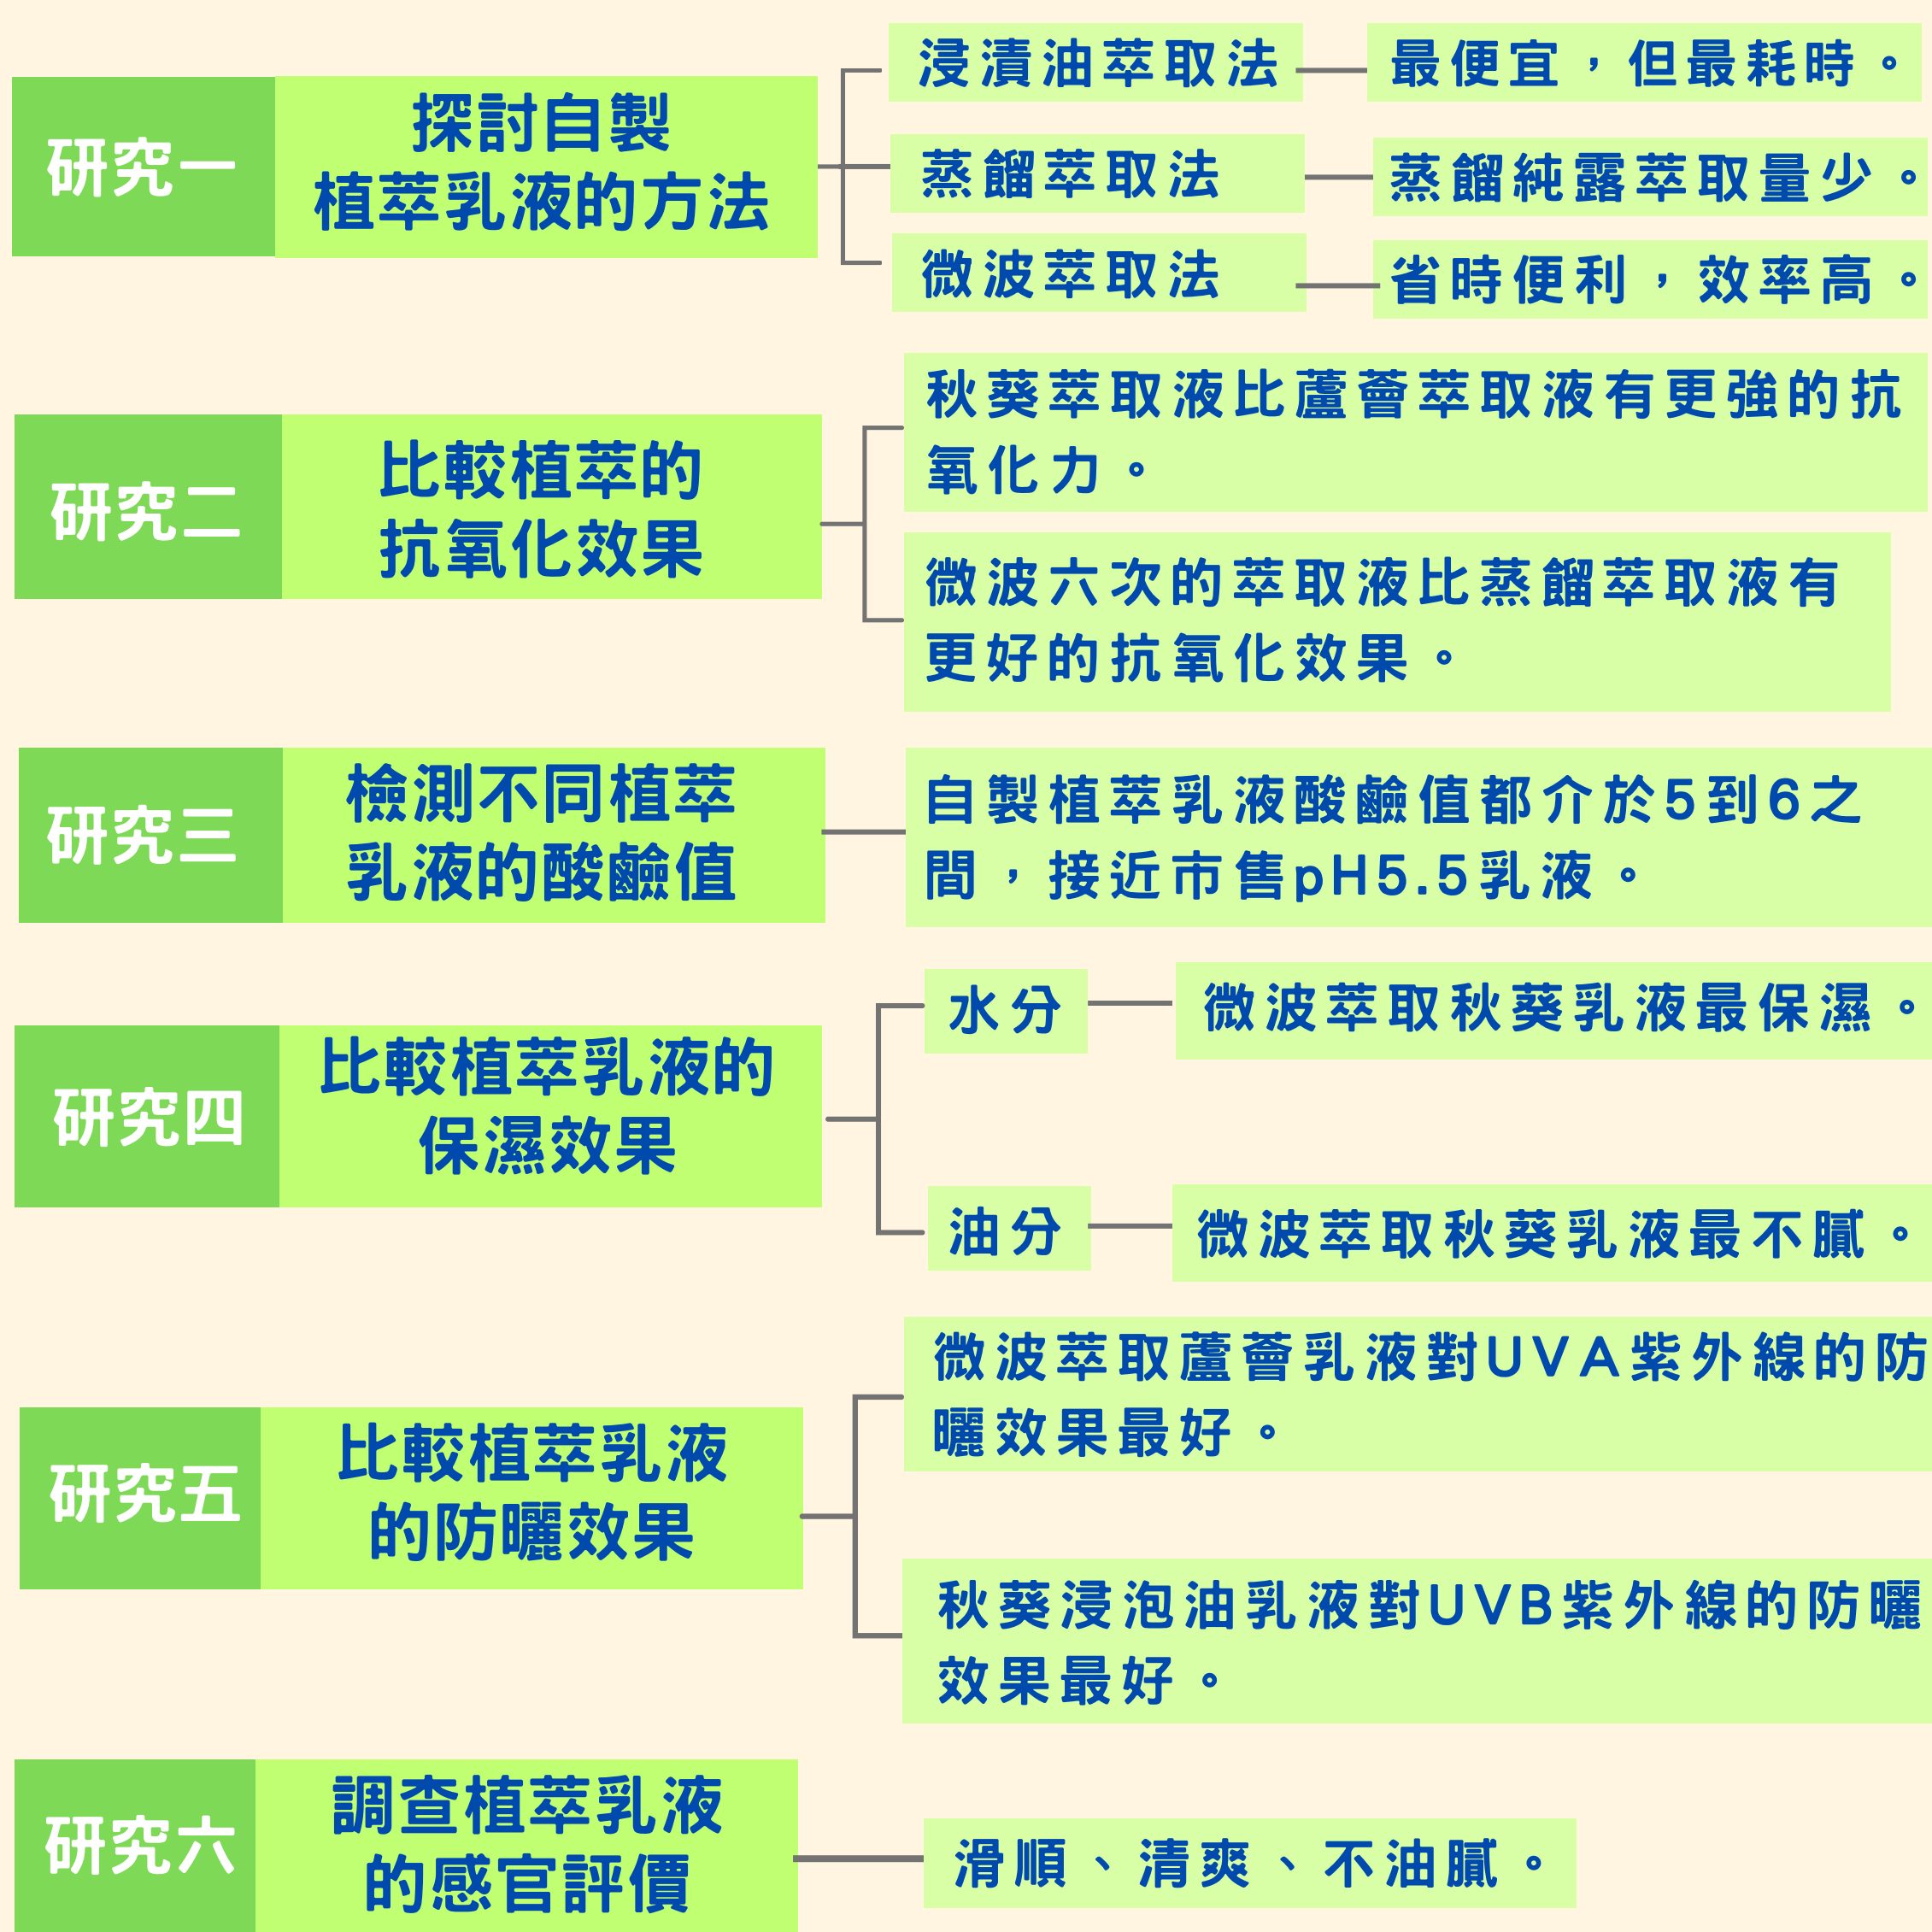 研究一
探討自製
植萃乳液的方法
浸漬油萃取法
最便宜，但最耗時。
蒸餾萃取法
蒸餾純露萃取量少。
微波萃取法
省時便利，效率高。
研究二
比較植萃的
抗氧化效果
秋葵萃取液比蘆薈萃取液有更強的抗
氧化力。
微波六次的萃取液比蒸餾萃取液有
更好的抗氧化效果。
研究三
檢測不同植萃
乳液的酸鹼值
自製植萃乳液酸鹼值都介於5到6之
間，接近市售pH5.5乳液。
研究四
比較植萃乳液的
保濕效果
水分
微波萃取秋葵乳液最保濕。
油分
微波萃取秋葵乳液最不膩。
研究五
比較植萃乳液
的防曬效果
微波萃取蘆薈乳液對UVA紫外線的防
曬效果最好。
秋葵浸泡油乳液對UVB紫外線的防曬
效果最好。
研究六
調查植萃乳液
的感官評價
滑順、清爽、不油膩。